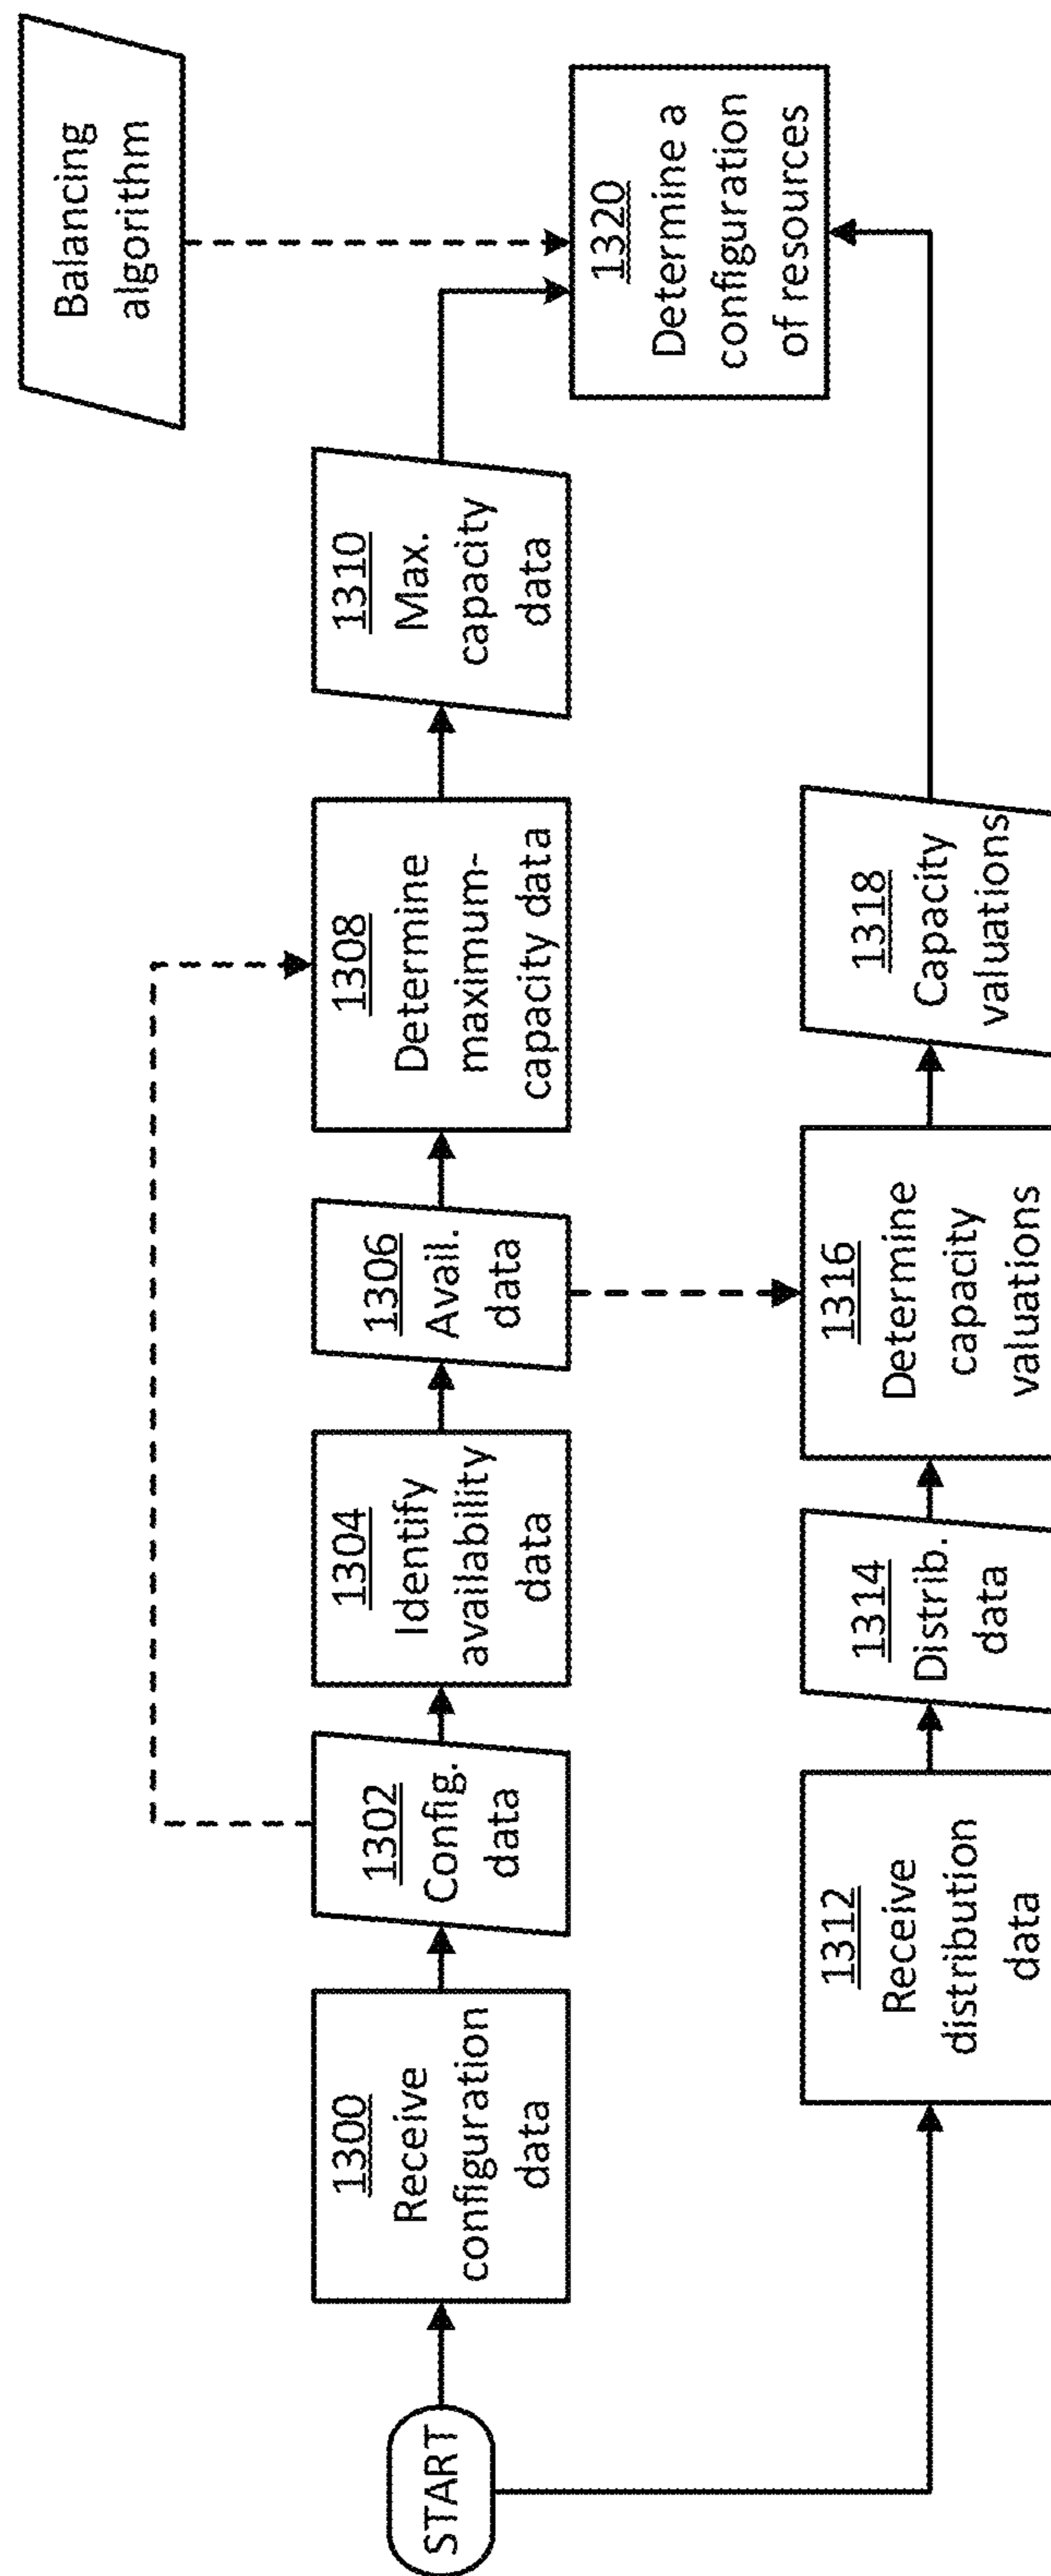 Balancing
algorithm
START
1300
Receive
configuration
data
1302
Config.
data
1304
Identify
availability
data
1306
Avail.
data
1308
Determine
maximum-
capacity data
1310
Max.
capacity
data
1320
Determine a
configuration
of resources
1312
Receive
distribution
data
1314
Distrib.
data
1316
Determine
capacity
valuations
1318
Capacity
valuations